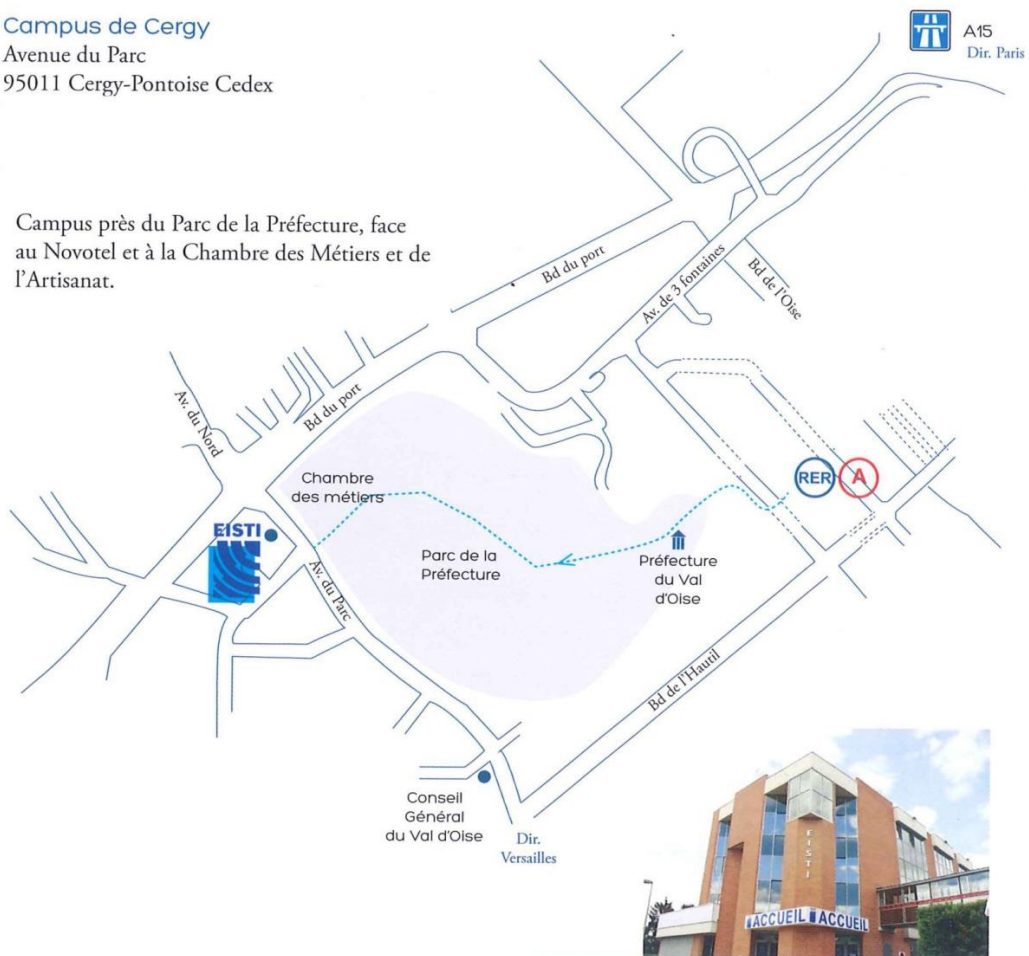 Campus de Cergy
Avenue du Parc
95011 Cergy-Pontoise Cedex
A15
Dir. Paris
Campus près du Parc de la Préfecture, face
au Novotel et à la Chambre des Métiers et de
l'Artisanat.
Bd du port
Av. de 3 fontaines
Bd de l'Oise
Av. du Nord
Bd du port
Chambre
des métiers
RER A
EISTI
Parc de la
Préfecture
Préfecture
du Val
d'Oise
Av. du Parc
Bd de l'Hautil
Conseil
Général
du Val d'Oise
Dir.
Versailles
EISTI
ACCUEIL ACCUEIL